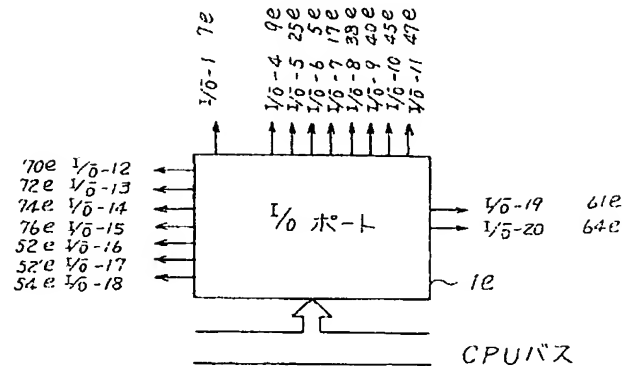 I/O-1 7e
I/O-4 9e
I/O-5 25e
I/O-6 5e
I/O-7 17e
I/O-8 38e
I/O-9 40e
I/O-10 45e
I/O-11 47e
70e I/O-12
72e I/O-13
74e I/O-14
76e I/O-15
52e I/O-16
52'e I/O-17
54e I/O-18
I/O ポート
I/O-19 61e
I/O-20 64e
1e
CPUバス